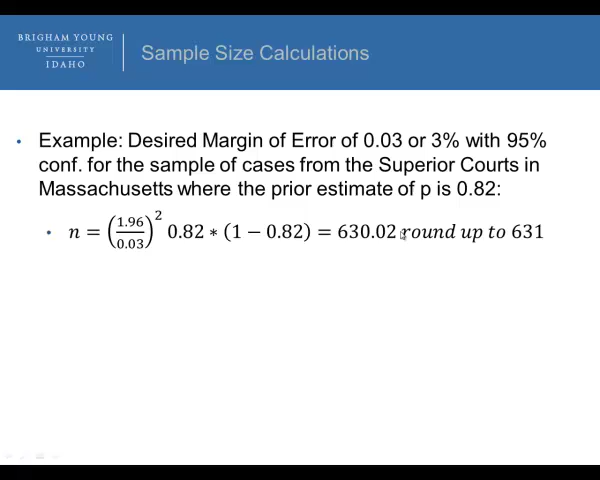 BRIGHAM YOUNG
UNIVERSITY
IDAHO
Sample Size Calculations
• Example: Desired Margin of Error of 0.03 or 3% with 95%
conf. for the sample of cases from the Superior Courts in
Massachusetts where the prior estimate of p is 0.82:
• n = (1.96/0.03)² 0.82 ∗ (1 − 0.82) = 630.02 round up to 631